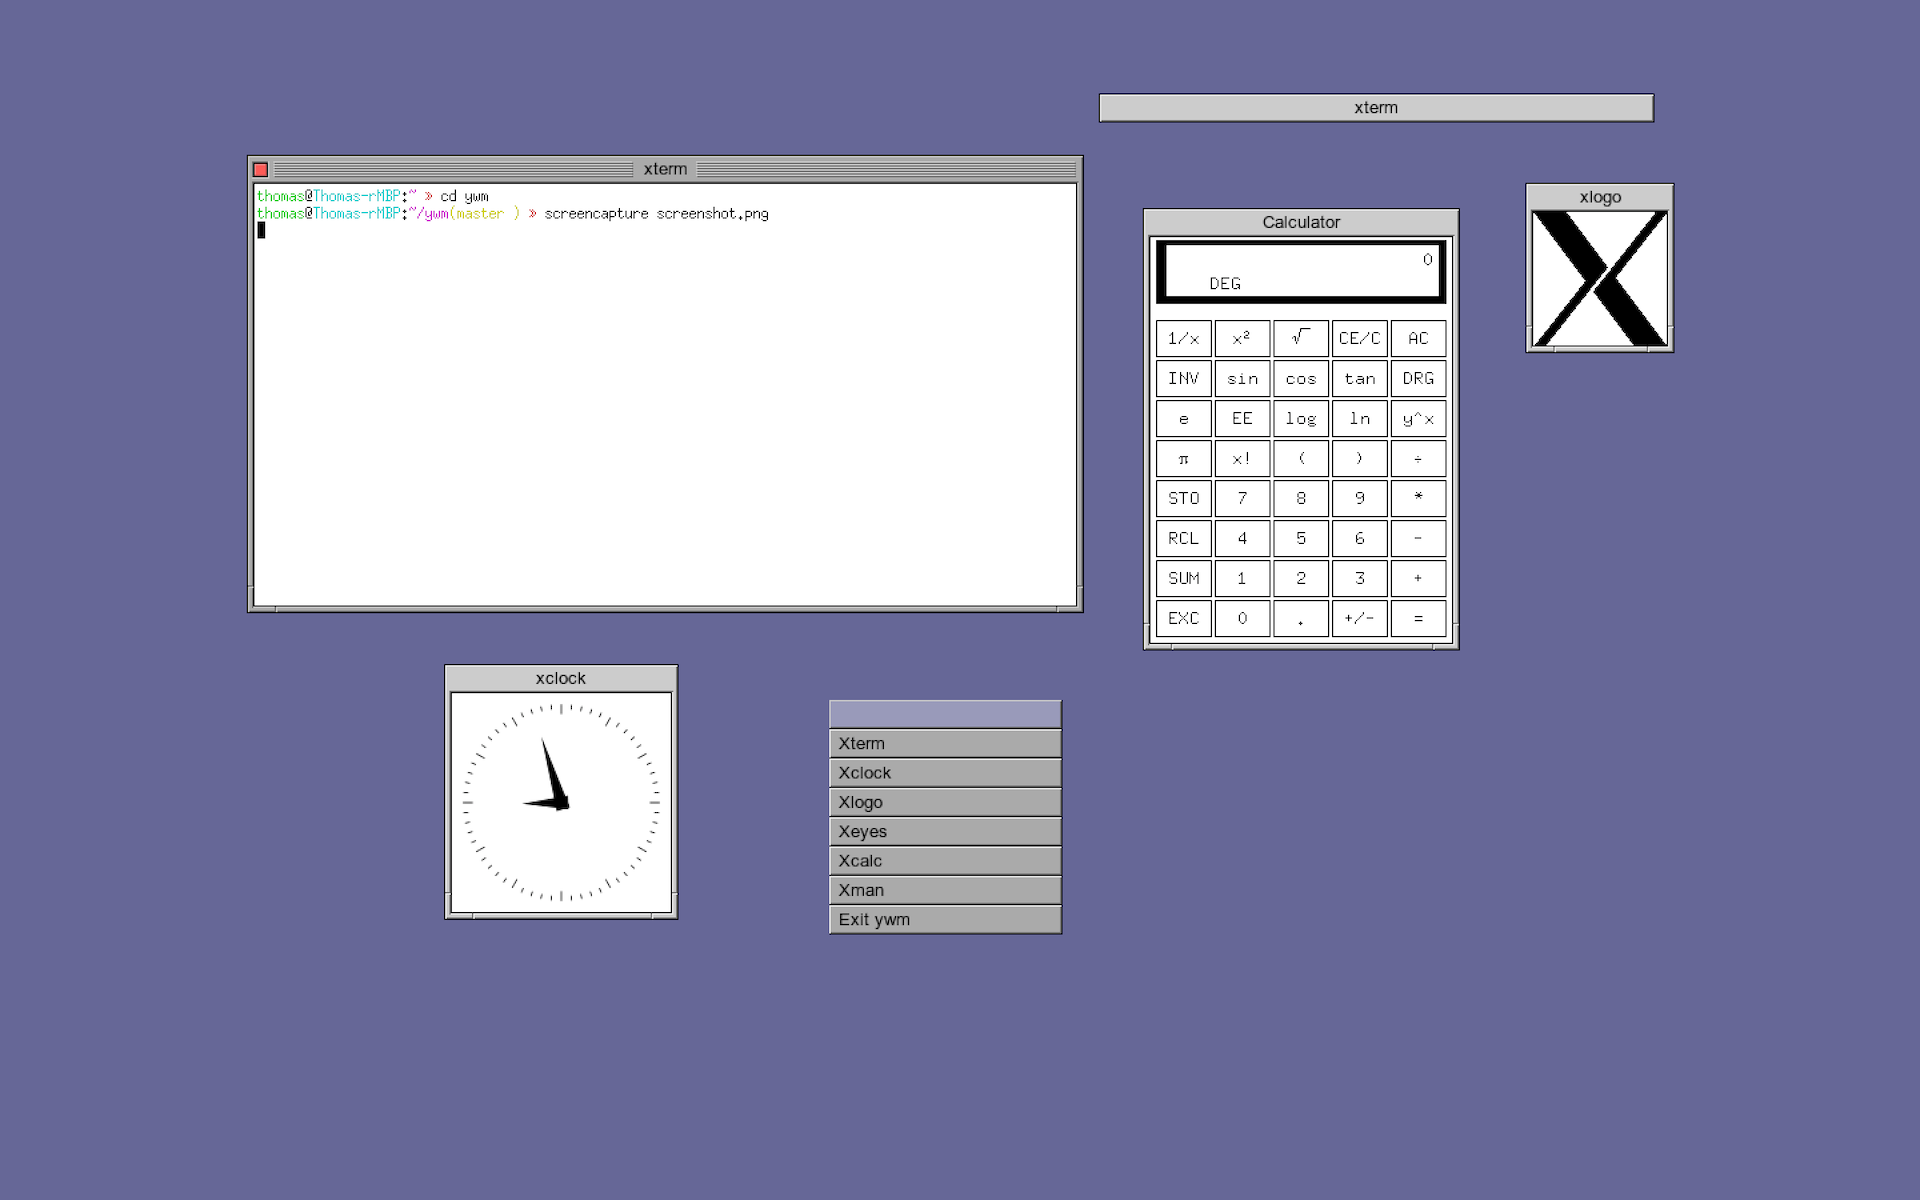 xterm
xterm
thomas@Thomas-rMBP:~ » cd ywm
thomas@Thomas-rMBP:~/ywm(master ) » screencapture screenshot.png
Calculator
0
DEG
1/x x² √ CE/C AC
INV sin cos tan DRG
e EE log ln y^x
π x! ( ) ÷
STO 7 8 9 *
RCL 4 5 6 -
SUM 1 2 3 +
EXC 0 . +/- =
xlogo
xclock
Xterm
Xclock
Xlogo
Xeyes
Xcalc
Xman
Exit ywm